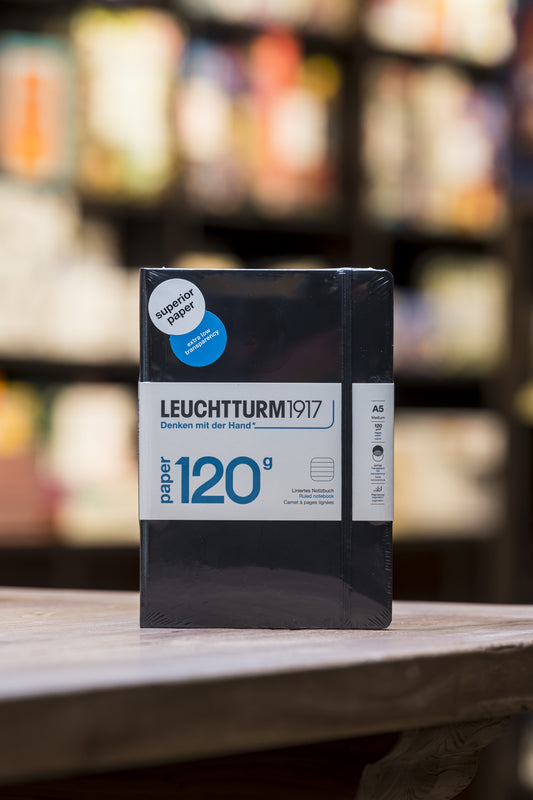 superior
paper
extra low
transparency
LEUCHTTURM1917
Denken mit der Hand*
paper
120g
Liniertes Notizbuch
Ruled notebook
Carnet à pages lignées
A5
Medium
120